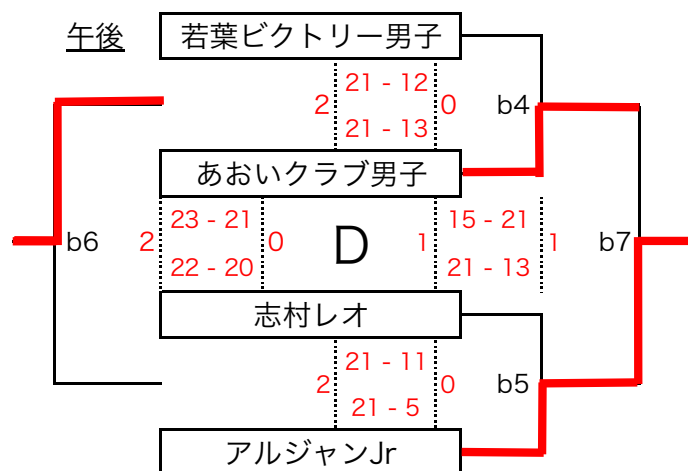 午後
若葉ビクトリー男子
21 - 12
2 0
21 - 13
b4
あおいクラブ男子
23 - 21
2 0
22 - 20
b6
D
15 - 21
1 1
21 - 13
b7
志村レオ
21 - 11
2 0
21 - 5
b5
アルジャンJr